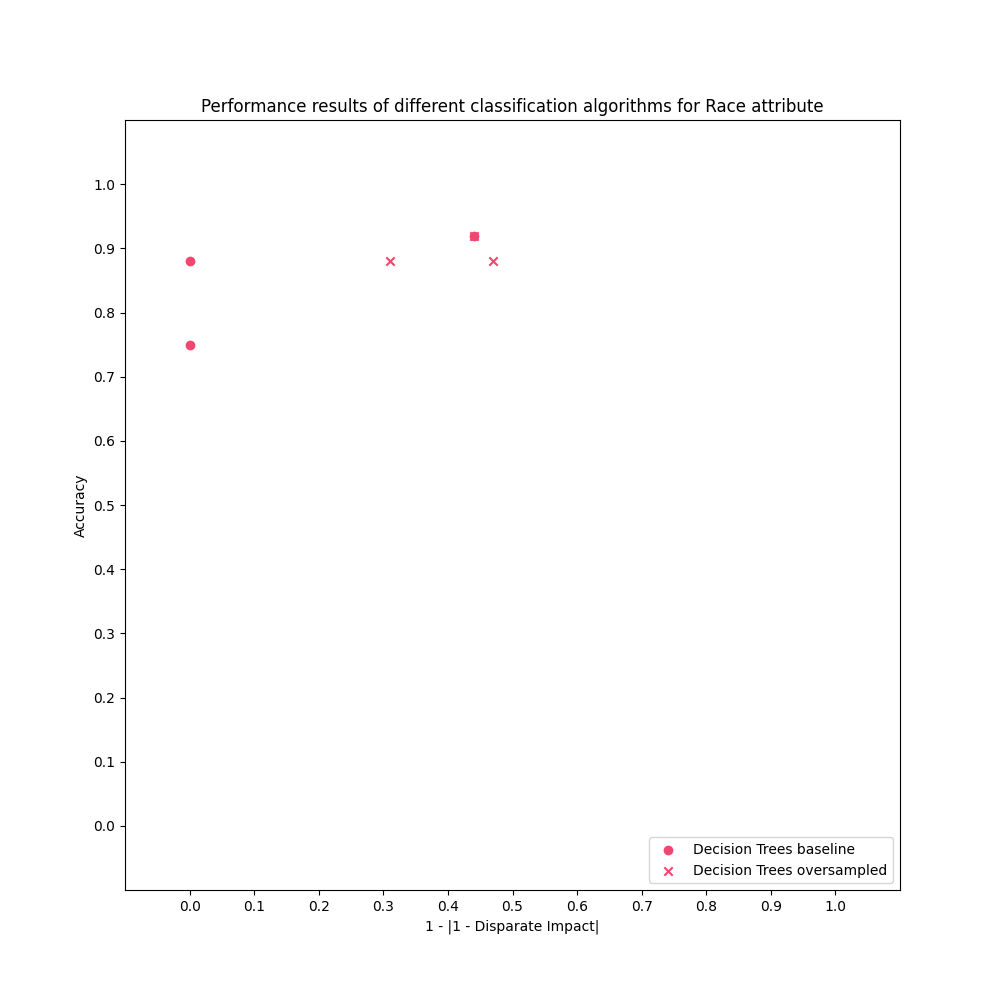 Performance results of different classification algorithms for Race attribute
1.0
0.9
0.8
0.7
0.6
0.5
0.4
0.3
0.2
0.1
0.0
Accuracy
Decision Trees baseline
Decision Trees oversampled
0.0 0.1 0.2 0.3 0.4 0.5 0.6 0.7 0.8 0.9 1.0
1 - |1 - Disparate Impact|